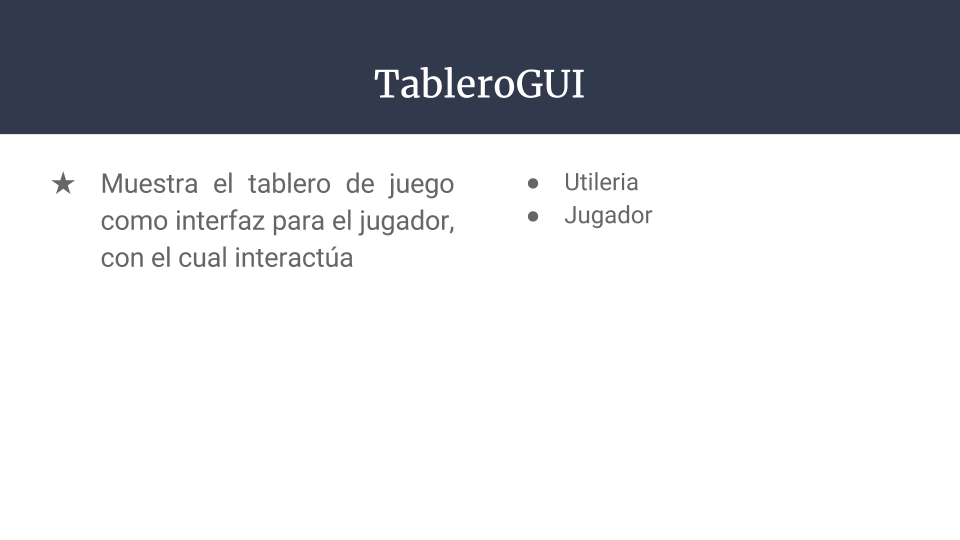 TableroGUI
★ Muestra el tablero de juego
como interfaz para el jugador,
con el cual interactúa
● Utileria
● Jugador